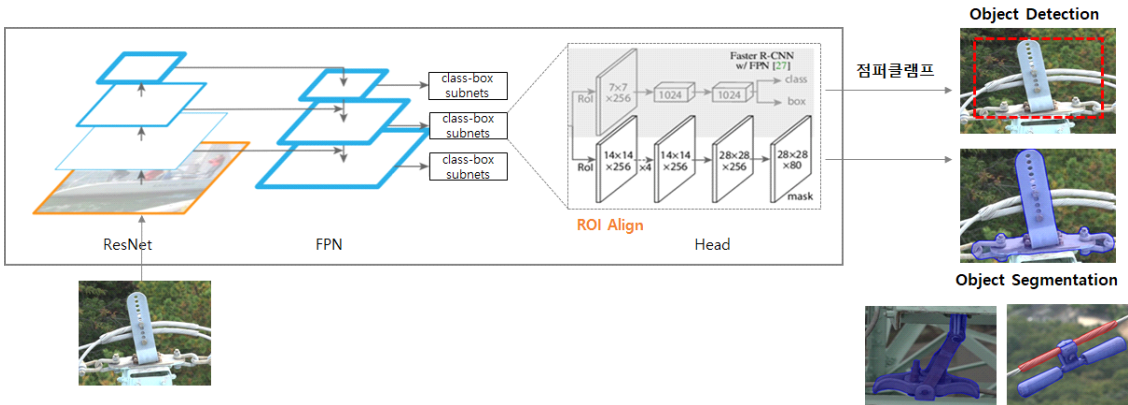 Object Detection
점퍼클램프
class-box
subnets
class-box
subnets
class-box
subnets
Faster R-CNN
w/ FPN [27]
RoI
7×7
×256
1024
1024
class
box
RoI
14×14
×256
×4
14×14
×256
28×28
×256
28×28
×80
mask
ROI Align
ResNet
FPN
Head
Object Segmentation